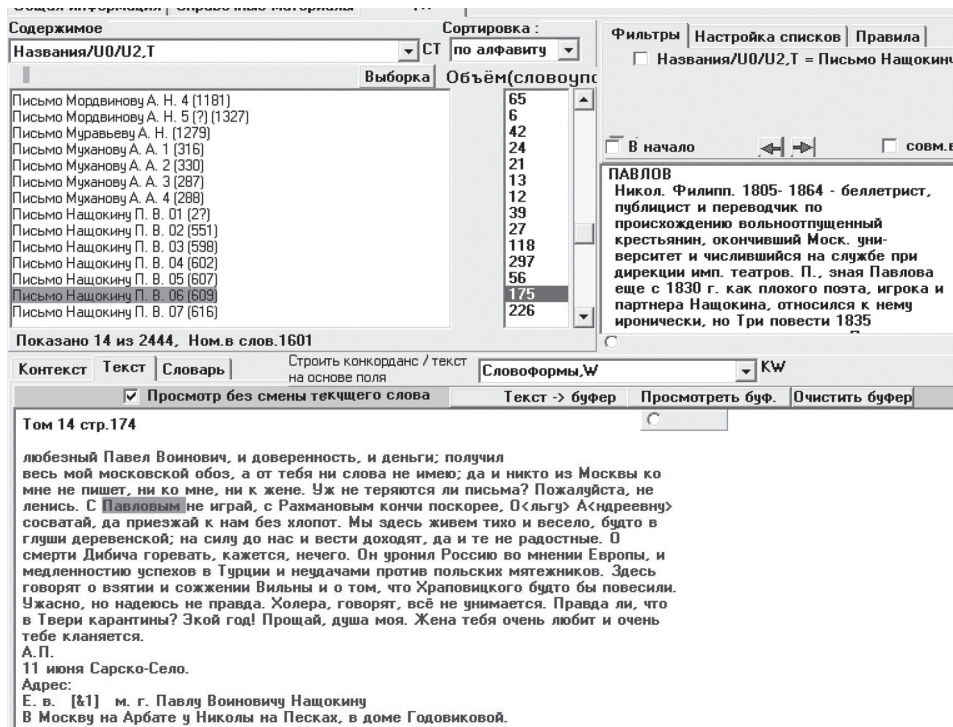 Общая информация Справочные материалы
Содержимое
Сортировка :
Названия/U0/U2,T
СТ
по алфавиту
Выборка
Объём(словоупо
Письмо Мордвинову А. Н. 4 (1181)
65
Письмо Мордвинову А. Н. 5 (?) (1327)
6
Письмо Муравьеву А. Н. (1279)
42
Письмо Муханову А. А. 1 (316)
24
Письмо Муханову А. А. 2 (330)
21
Письмо Муханову А. А. 3 (287)
13
Письмо Муханову А. А. 4 (288)
12
Письмо Нащокину П. В. 01 (2?)
39
Письмо Нащокину П. В. 02 (551)
27
Письмо Нащокину П. В. 03 (598)
118
Письмо Нащокину П. В. 04 (602)
297
Письмо Нащокину П. В. 05 (607)
56
Письмо Нащокину П. В. 06 (609)
175
Письмо Нащокину П. В. 07 (616)
226
Показано 14 из 2444, Ном.в слов.1601
Фильтры Настройка списков Правила
Названия/U0/U2,T = Письмо Нащокину
В начало
совм.в
ПАВЛОВ
Никол. Филипп. 1805- 1864 - беллетрист,
публицист и переводчик по
происхождению вольноотпущенный
крестьянин, окончивший Моск. уни-
верситет и числившийся на службе при
дирекции имп. театров. П., зная Павлова
еще с 1830 г. как плохого поэта, игрока и
партнера Нащокина, относился к нему
иронически, но Три повести 1835
Контекст Текст Словарь
Строить конкорданс / текст
на основе поля
Словоформы,W
KW
Просмотр без смены текущего слова
Текст -> буфер
Просмотреть буф.
Очистить буфер
Том 14 стр.174
любезный Павел Воинович, и доверенность, и деньги; получил
весь мой московской обоз, а от тебя ни слова не имею; да и никто из Москвы ко
мне не пишет, ни ко мне, ни к жене. Уж не теряются ли письма? Пожалуйста, не
ленись. С Павловым не играй, с Рахмановым кончи поскорее, О<льгу> А<ндреевну>
сосватай, да приезжай к нам без хлопот. Мы здесь живем тихо и весело, будто в
глуши деревенской; на силу до нас и вести доходят, да и те не радостные. О
смерти Дибича горевать, кажется, нечего. Он уронил Россию во мнении Европы, и
медленностию успехов в Турции и неудачами против польских мятежников. Здесь
говорят о взятии и сожжении Вильны и о том, что Храповицкого будто бы повесили.
Ужасно, но надеюсь не правда. Холера, говорят, всё не унимается. Правда ли, что
в Твери карантины? Экой год! Прощай, душа моя. Жена тебя очень любит и очень
тебе кланяется.
А.П.
11 июня Сарско-Село.
Адрес:
Е. в. [&1] м. г. Павлу Воиновичу Нащокину
В Москву на Арбате у Николы на Песках, в доме Годовиковой.